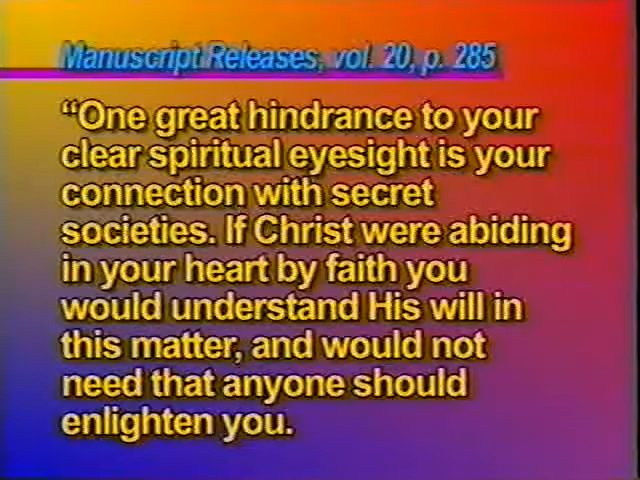 Manuscript Releases, vol. 20, p. 285
“One great hindrance to your
clear spiritual eyesight is your
connection with secret
societies. If Christ were abiding
in your heart by faith you
would understand His will in
this matter, and would not
need that anyone should
enlighten you.